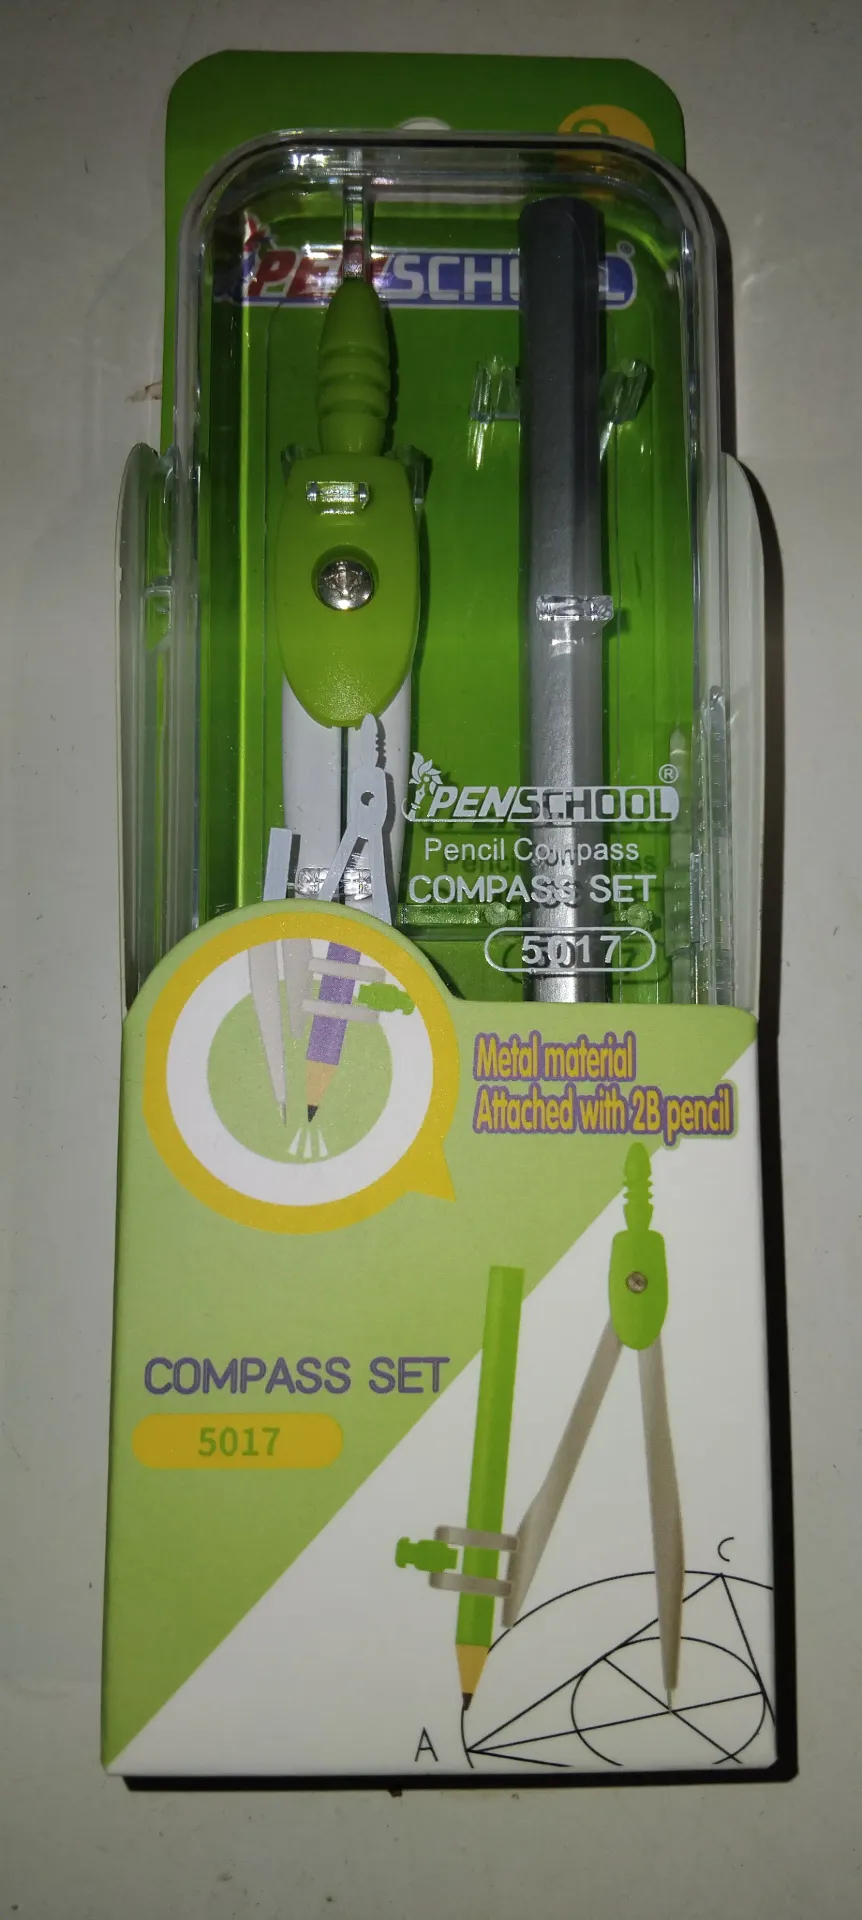 PENSCHOOL®
PENSCHOOL®
Pencil Compass
COMPASS SET
5017
Metal material
Attached with 2B pencil
COMPASS SET
5017
C
A